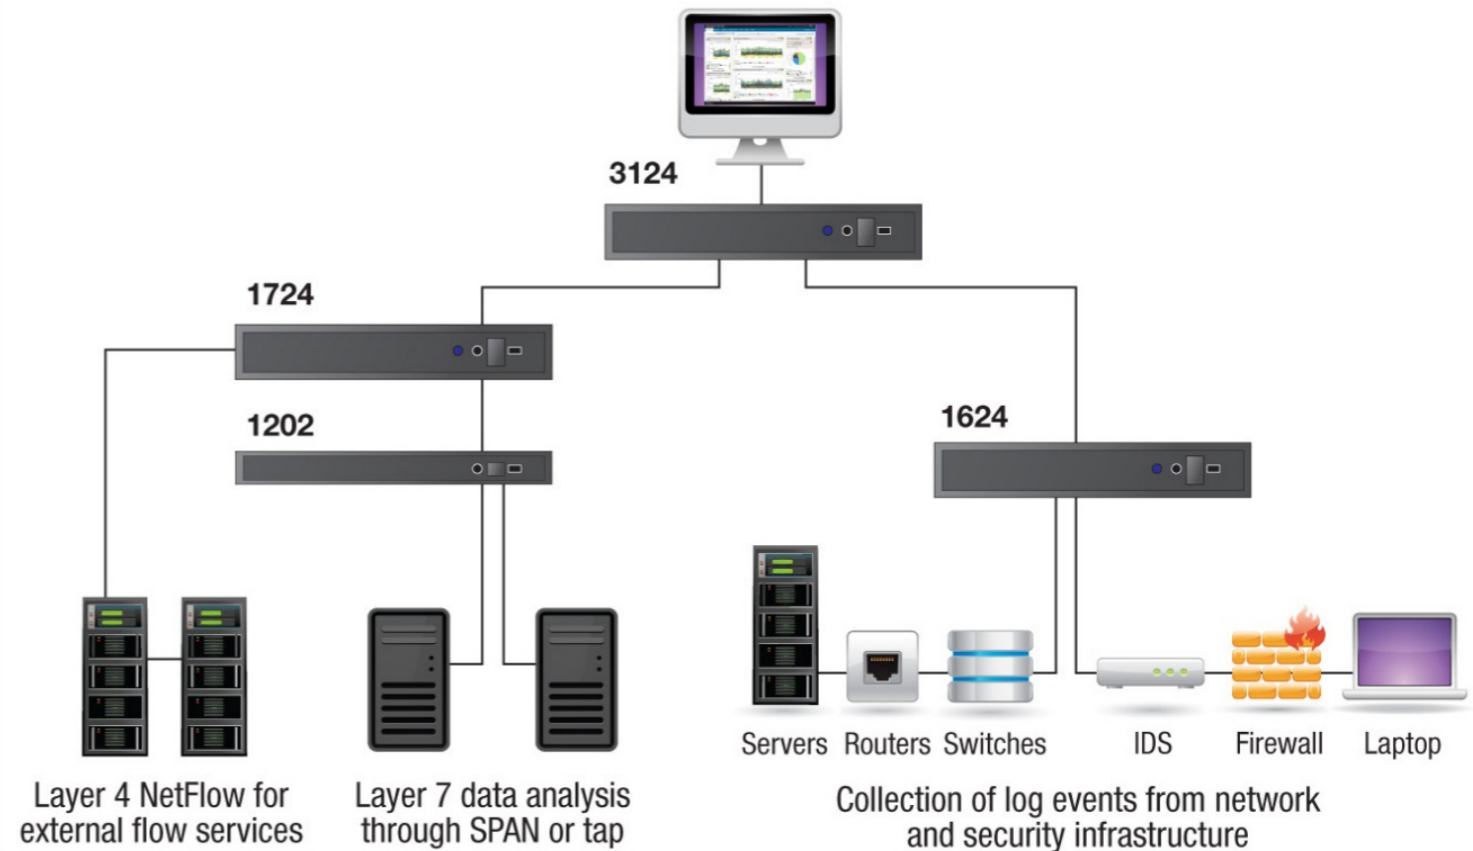 3124
1724
1202
1624
Servers Routers Switches IDS Firewall Laptop
Layer 4 NetFlow for
external flow services
Layer 7 data analysis
through SPAN or tap
Collection of log events from network
and security infrastructure